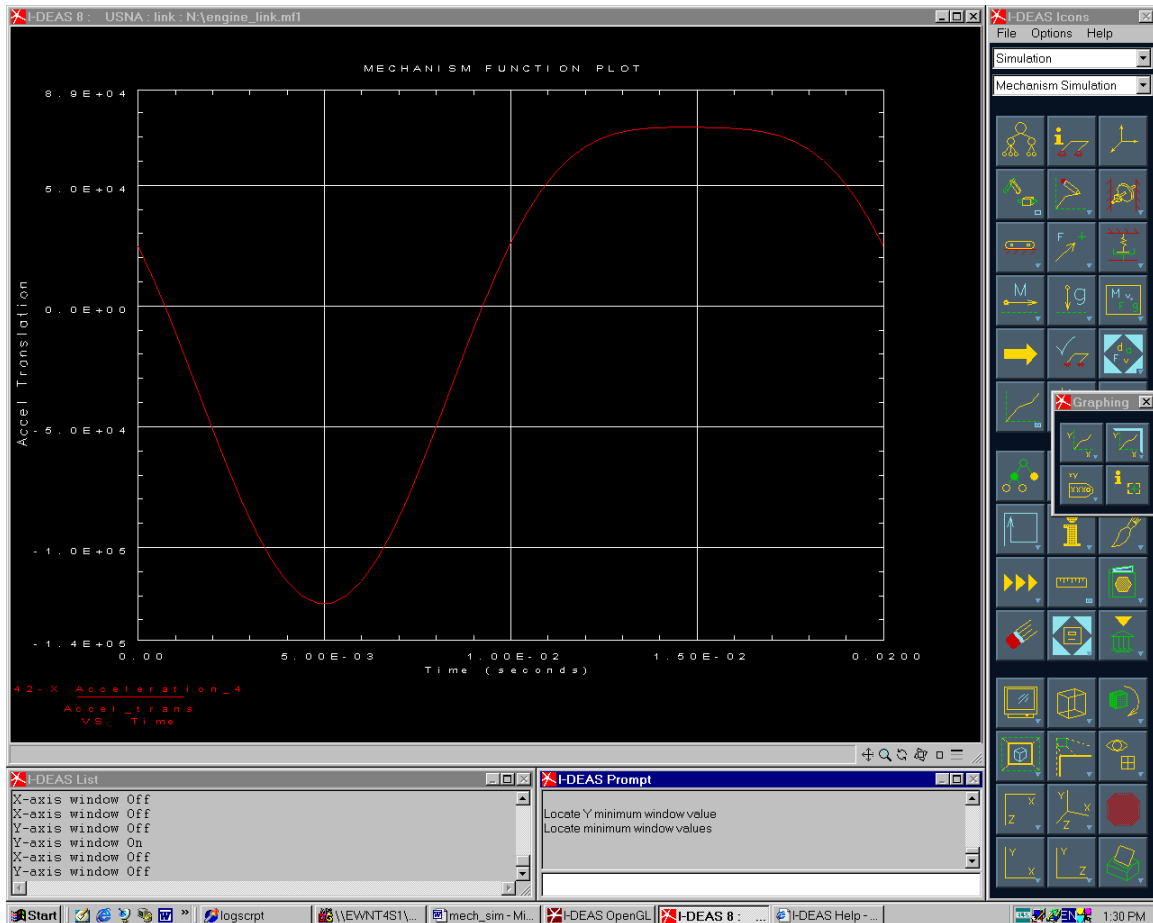 I-DEAS 8 :   USNA : link : N:\engine_link.mf1
MECHANISM FUNCTION PLOT
8.9E+04
5.0E+04
0.0E+00
-5.0E+04
-1.0E+05
-1.4E+05
Accel Translation
0.00 5.00E-03 1.00E-02 1.50E-02 0.0200
Time (seconds)
42-X Acceleration_4
Accel_trans
VS. Time
I-DEAS Icons
File Options Help
Simulation
Mechanism Simulation
Graphing
I-DEAS List
X-axis window Off
X-axis window Off
Y-axis window Off
Y-axis window On
X-axis window Off
Y-axis window Off
I-DEAS Prompt
Locate Y minimum window value
Locate minimum window values
Start » logscrpt \\EWNT4S1\... mech_sim - Mi... I-DEAS OpenGL I-DEAS 8 : ... I-DEAS Help - ... 1:30 PM